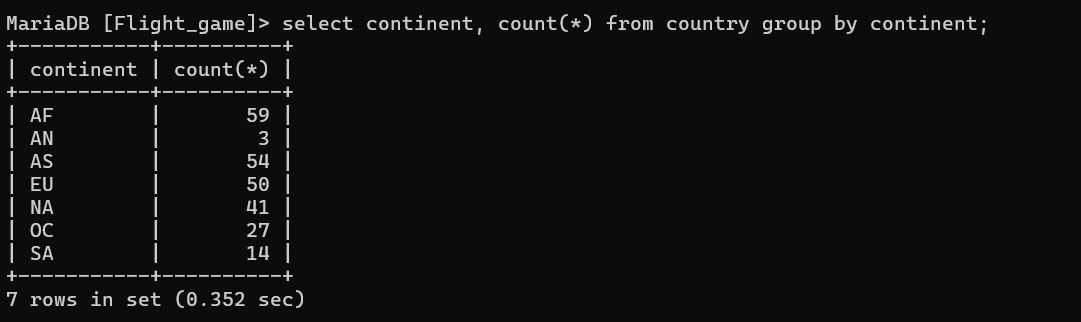 MariaDB [Flight_game]> select continent, count(*) from country group by continent;
+-----------+----------+
| continent | count(*) |
+-----------+----------+
| AF        |       59 |
| AN        |        3 |
| AS        |       54 |
| EU        |       50 |
| NA        |       41 |
| OC        |       27 |
| SA        |       14 |
+-----------+----------+
7 rows in set (0.352 sec)